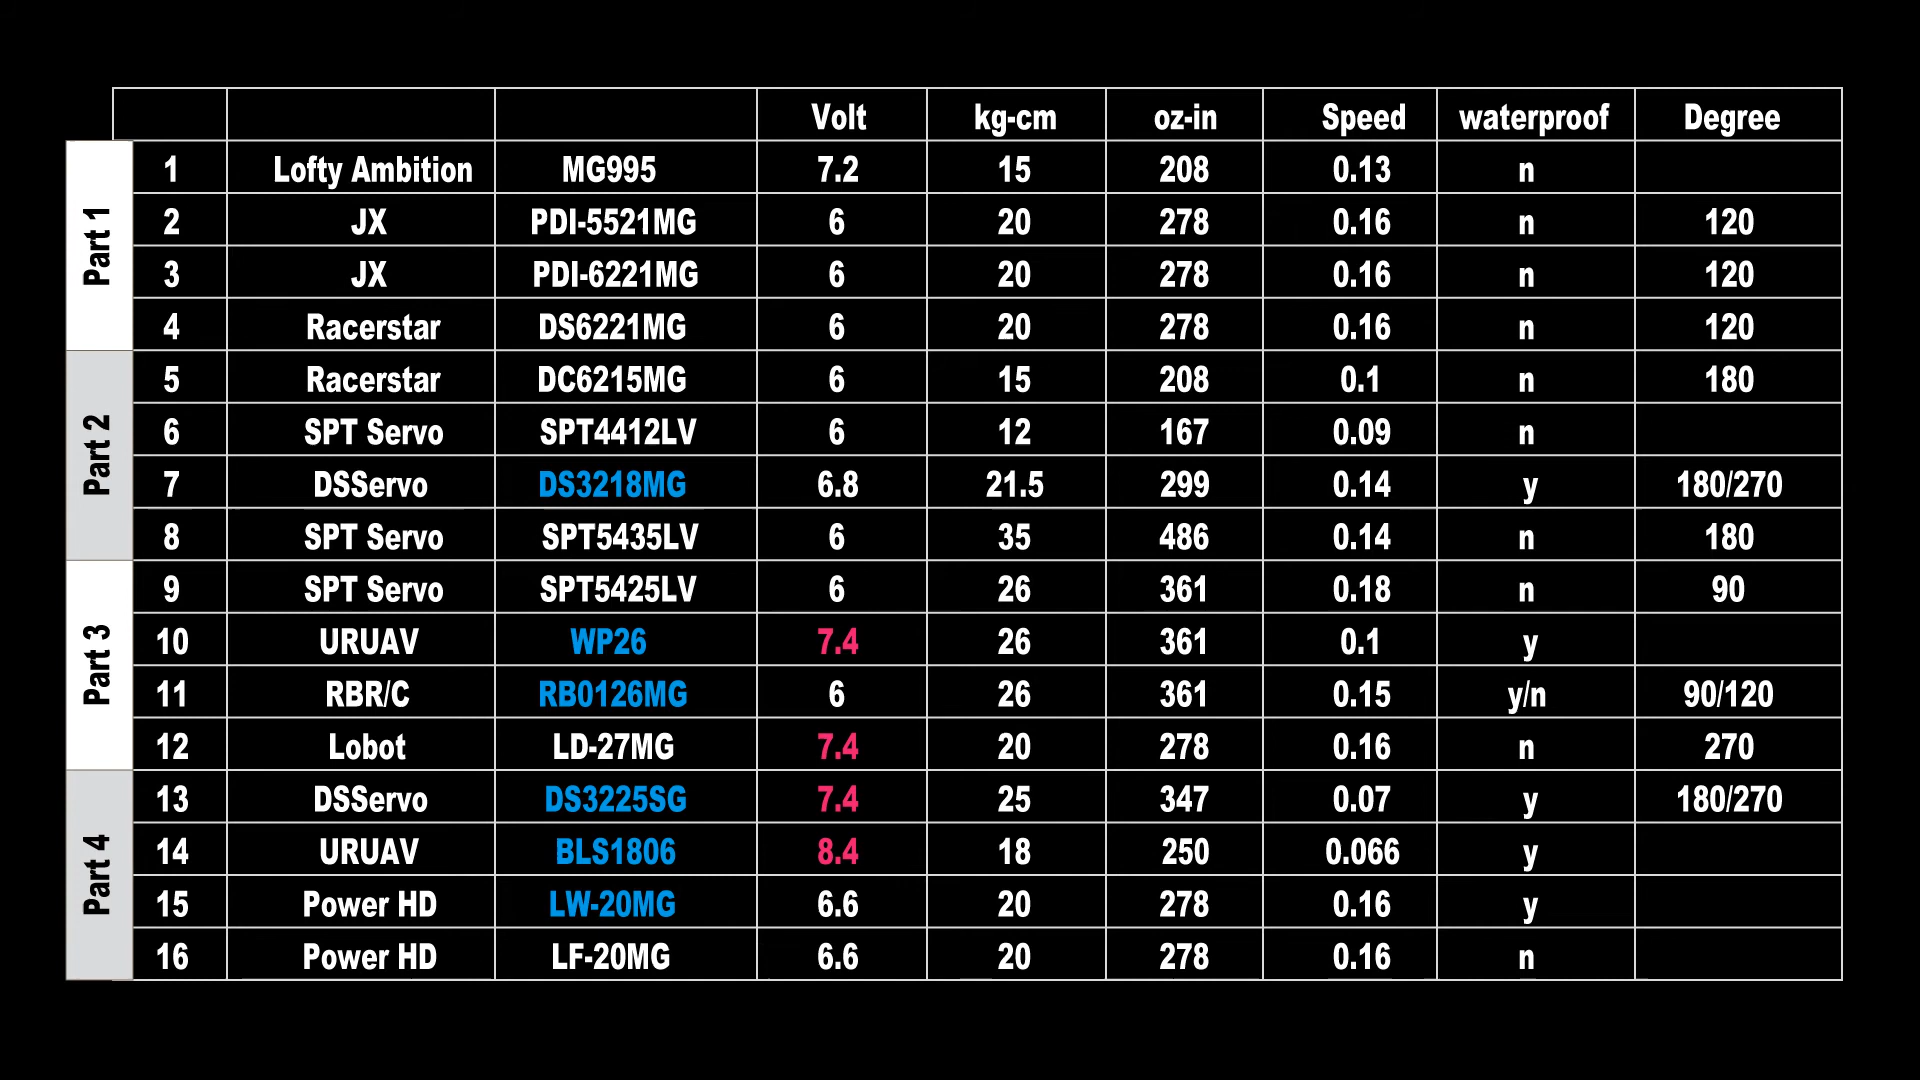 Volt kg-cm oz-in Speed waterproof Degree
Part 1
1 Lofty Ambition MG995 7.2 15 208 0.13 n
2 JX PDI-5521MG 6 20 278 0.16 n 120
3 JX PDI-6221MG 6 20 278 0.16 n 120
4 Racerstar DS6221MG 6 20 278 0.16 n 120
Part 2
5 Racerstar DC6215MG 6 15 208 0.1 n 180
6 SPT Servo SPT4412LV 6 12 167 0.09 n
7 DSServo DS3218MG 6.8 21.5 299 0.14 y 180/270
8 SPT Servo SPT5435LV 6 35 486 0.14 n 180
Part 3
9 SPT Servo SPT5425LV 6 26 361 0.18 n 90
10 URUAV WP26 7.4 26 361 0.1 y
11 RBR/C RB0126MG 6 26 361 0.15 y/n 90/120
12 Lobot LD-27MG 7.4 20 278 0.16 n 270
Part 4
13 DSServo DS3225SG 7.4 25 347 0.07 y 180/270
14 URUAV BLS1806 8.4 18 250 0.066 y
15 Power HD LW-20MG 6.6 20 278 0.16 y
16 Power HD LF-20MG 6.6 20 278 0.16 n